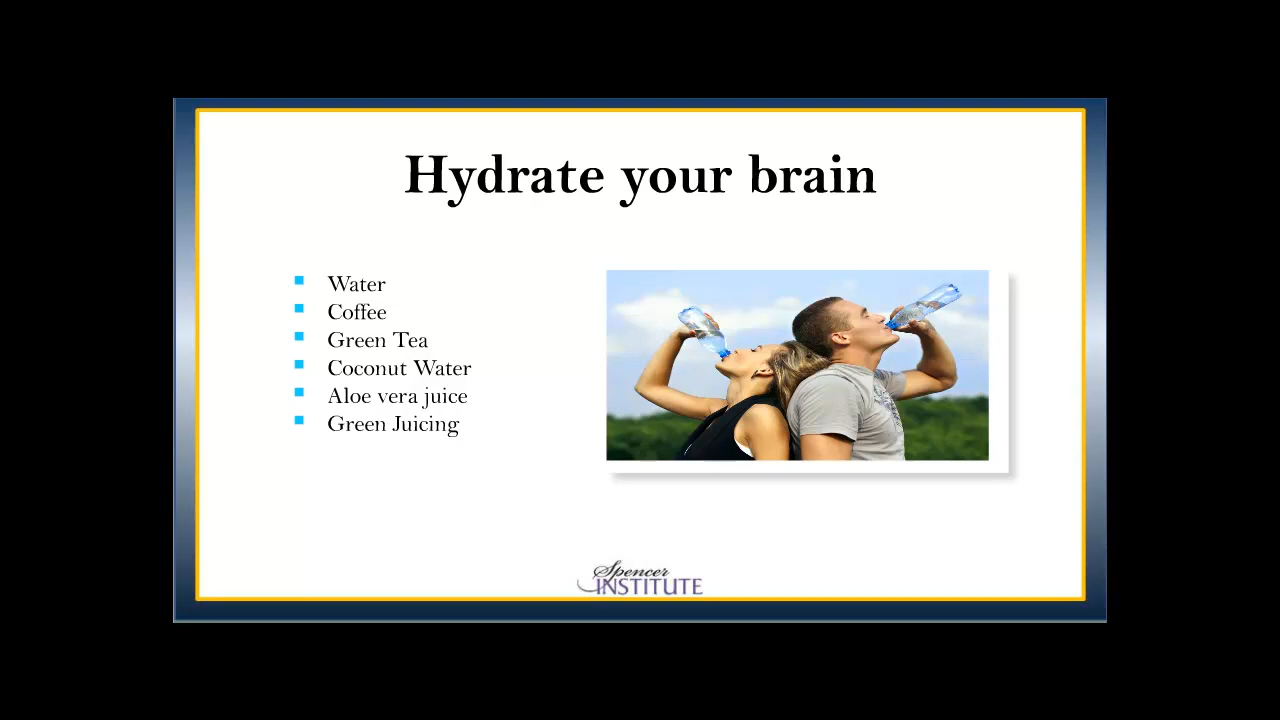 Hydrate your brain
Water
Coffee
Green Tea
Coconut Water
Aloe vera juice
Green Juicing
Spencer
INSTITUTE